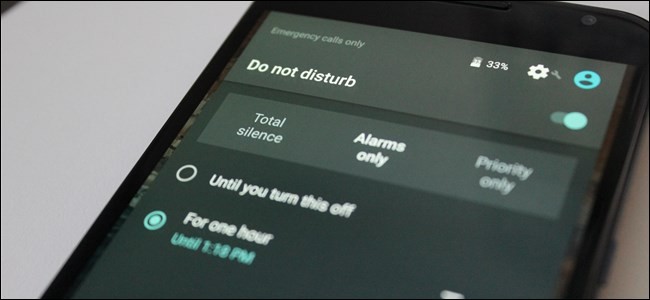 Emergency calls only
33%
Do not disturb
Total
silence
Alarms
only
Priority
only
Until you turn this off
For one hour
Until 1:18 PM